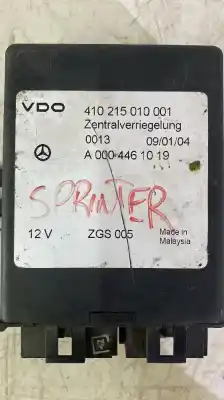 VDO 410 215 010 001
Zentralverriegelung
0013 09/01/04
A 000 446 10 19
SPRINTER
12 V ZGS 005 Made in
Malaysia